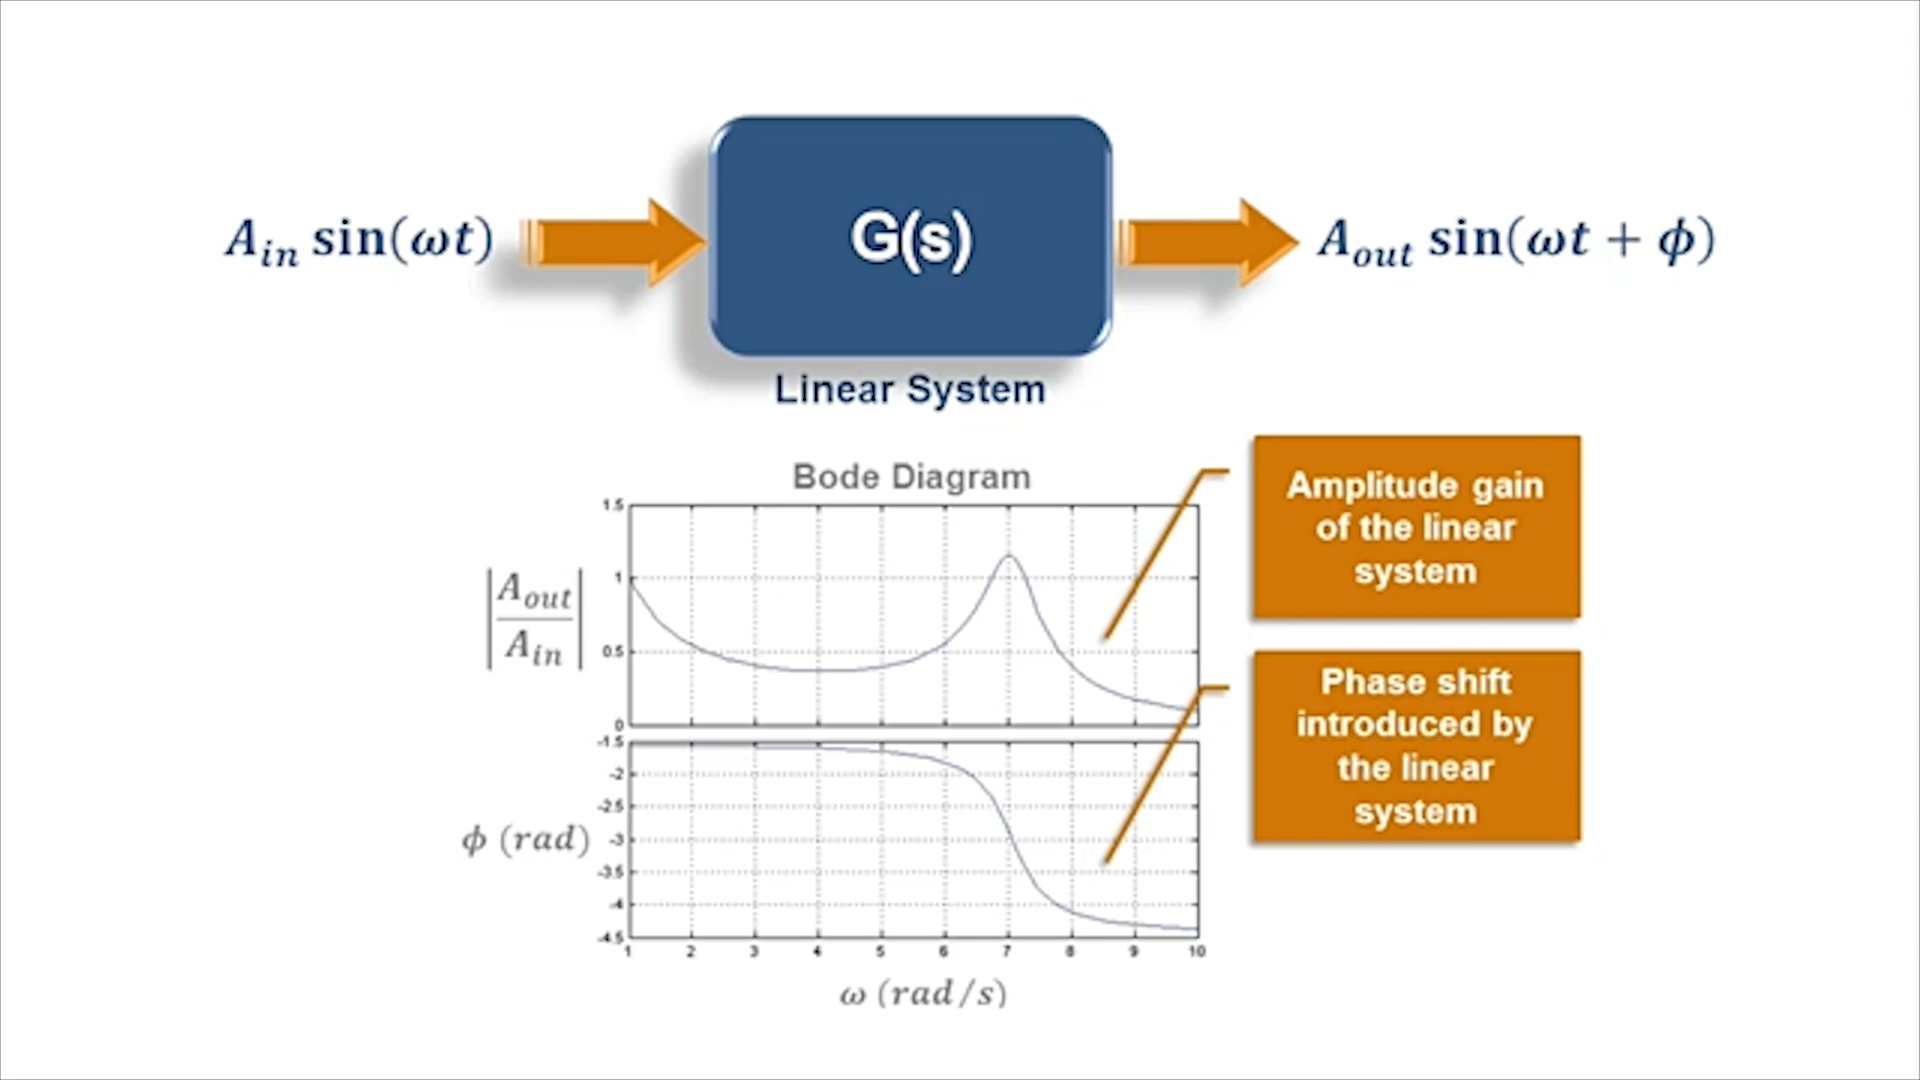 A_in sin(ωt)
G(s)
A_out sin(ωt + ϕ)
Linear System
Bode Diagram
1.5
1
0.5
0
|A_out / A_in|
Amplitude gain
of the linear
system
-1.5
-2
-2.5
-3
-3.5
-4
-4.5
ϕ (rad)
Phase shift
introduced by
the linear
system
1 2 3 4 5 6 7 8 9 10
ω (rad/s)